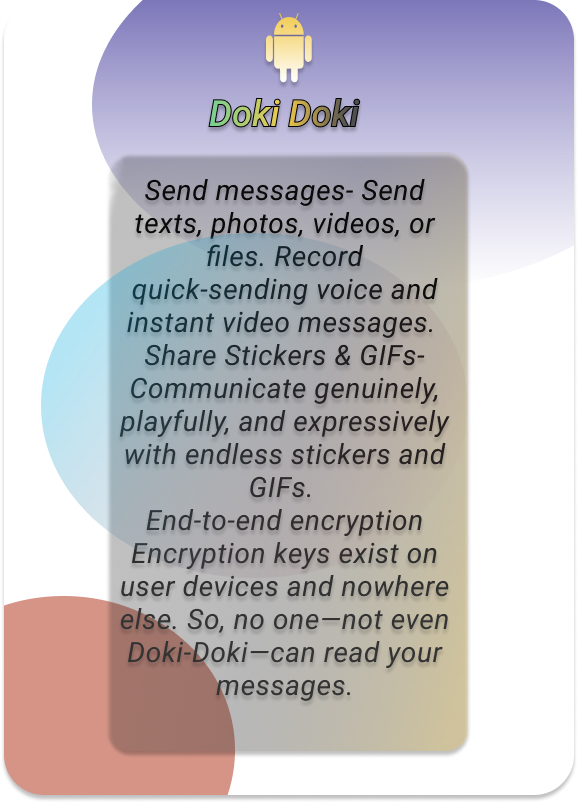 Doki Doki
Send messages- Send
texts, photos, videos, or
files. Record
quick-sending voice and
instant video messages.
Share Stickers & GIFs-
Communicate genuinely,
playfully, and expressively
with endless stickers and
GIFs.
End-to-end encryption
Encryption keys exist on
user devices and nowhere
else. So, no one—not even
Doki-Doki—can read your
messages.